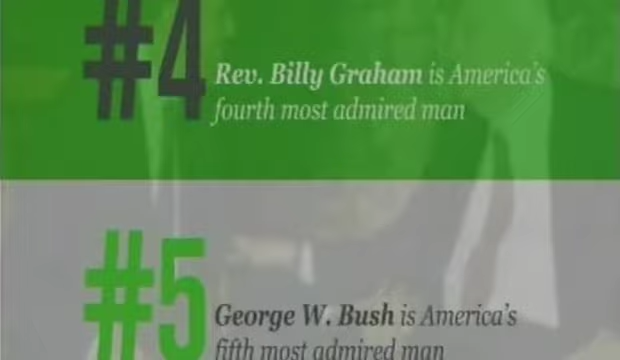 #4
Rev. Billy Graham is America's
fourth most admired man
#5
George W. Bush is America's
fifth most admired man